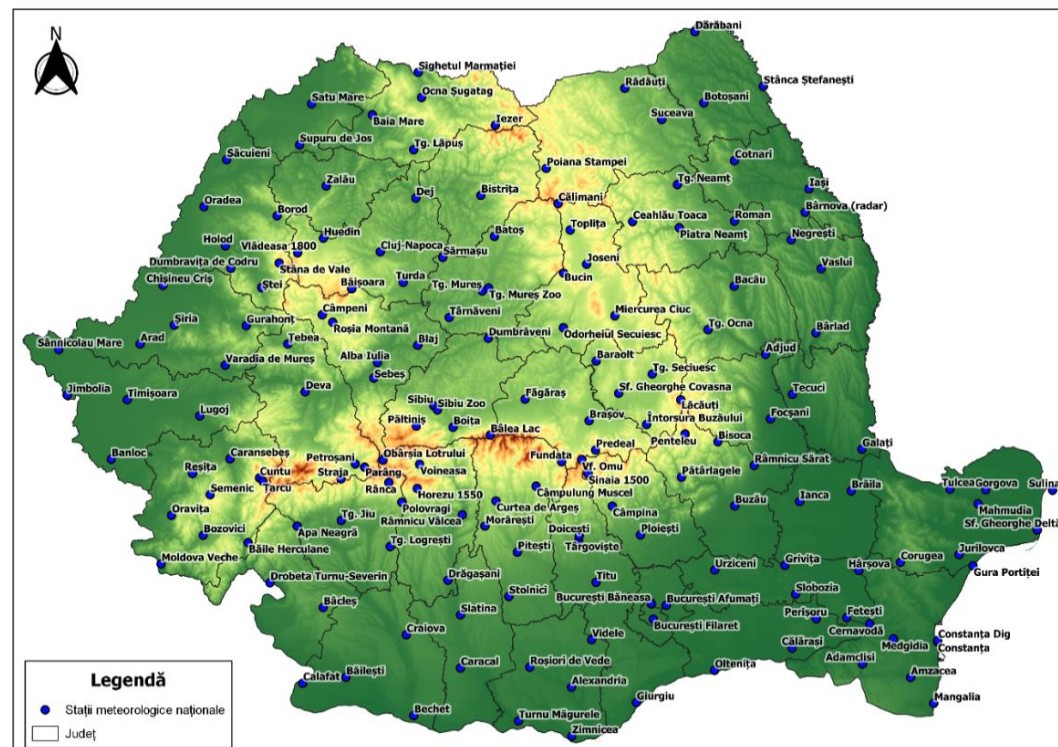 N
Dărăbani
Sighetul Marmației
Ocna Șugatag
Rădăuți
Stânca Ștefanești
Satu Mare
Botoșani
Baia Mare
Iezer
Suceava
Supuru de Jos
Tg. Lăpuș
Săcuieni
Cotnari
Poiana Stampei
Zalău
Tg. Neamț
Iași
Dej
Bistrița
Oradea
Călimani
Borod
Ceahlău Toaca
Roman
Bârnova (radar)
Huedin
Batoș
Toplița
Piatra Neamț
Negrești
Holod
Vlădeasa 1800
Cluj-Napoca
Sărmașu
Dumbrăvița de Codru
Stâna de Vale
Joseni
Vaslui
Chișineu Criș
Ștei
Băișoara
Turda
Tg. Mureș
Tg. Mureș Zoo
Bucin
Bacău
Câmpeni
Miercurea Ciuc
Șiria
Gurahonț
Roșia Montană
Târnăveni
Odorheiul Secuiesc
Tg. Ocna
Bârlad
Sânnicolau Mare
Arad
Țebea
Blaj
Dumbrăveni
Varadia de Mureș
Alba Iulia
Sebeș
Baraolt
Adjud
Tg. Seciuesc
Jimbolia
Timișoara
Deva
Făgăraș
Sf. Gheorghe Covasna
Tecuci
Sibiu
Sibiu Zoo
Lăcăuți
Lugoj
Păltiniș
Boița
Bâlea Lac
Brașov
Întorsura Buzăului
Focșani
Penteleu
Bisoca
Galați
Banloc
Caransebeș
Petroșani
Obârșia Lotrului
Fundata
Predeal
Râmnicu Sărat
Reșița
Cuntu
Straja
Parâng
Voineasa
Vf. Omu
Pătârlagele
Țarcu
Sinaia 1500
Semenic
Rânca
Horezu 1550
Câmpulung Muscel
Brăila
Tulcea
Gorgova
Sulina
Oravița
Polovragi
Curtea de Argeș
Câmpina
Buzău
Ianca
Mahmudia
Tg. Jiu
Râmnicu Vâlcea
Morărești
Doicești
Sf. Gheorghe Deltă
Bozovici
Apa Neagră
Ploiești
Băile Herculane
Tg. Logrești
Pitești
Târgoviște
Moldova Veche
Jurilovca
Drobeta Turnu-Severin
Drăgașani
Titu
Urziceni
Grivița
Hârșova
Corugea
Gura Portiței
Stolnici
Bâcleș
București Băneasa
București Afumați
Slobozia
Slatina
București Filaret
Perișoru
Fetești
Craiova
Videle
Cernavodă
Călărași
Medgidia
Constanța Dig
Constanța
Caracal
Roșiori de Vede
Oltenița
Adamclisi
Calafat
Băilești
Alexandria
Amzacea
Giurgiu
Mangalia
Bechet
Turnu Măgurele
Zimnicea
Legendă
Stații meteorologice naționale
Județ